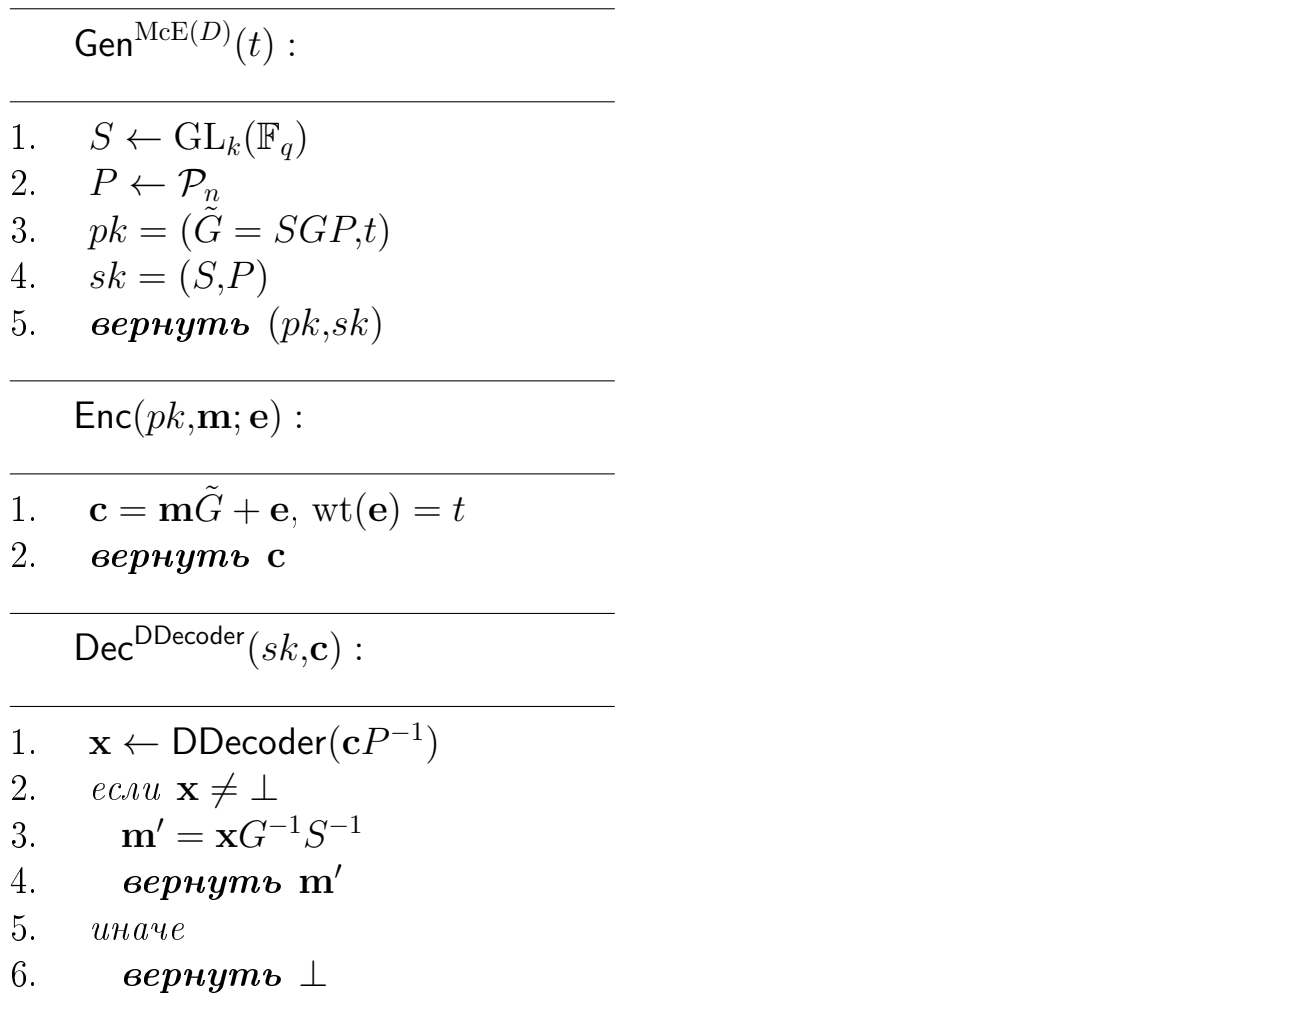 Gen^{McE(D)}(t) :
1. S ← GL_k(𝔽_q)
2. P ← 𝒫_n
3. pk = (G̃ = SGP,t)
4. sk = (S,P)
5. вернуть (pk,sk)
Enc(pk,m; e) :
1. c = mG̃ + e, wt(e) = t
2. вернуть c
Dec^{DDecoder}(sk,c) :
1. x ← DDecoder(cP^{−1})
2. если x ≠ ⊥
3. m′ = xG^{−1}S^{−1}
4. вернуть m′
5. иначе
6. вернуть ⊥